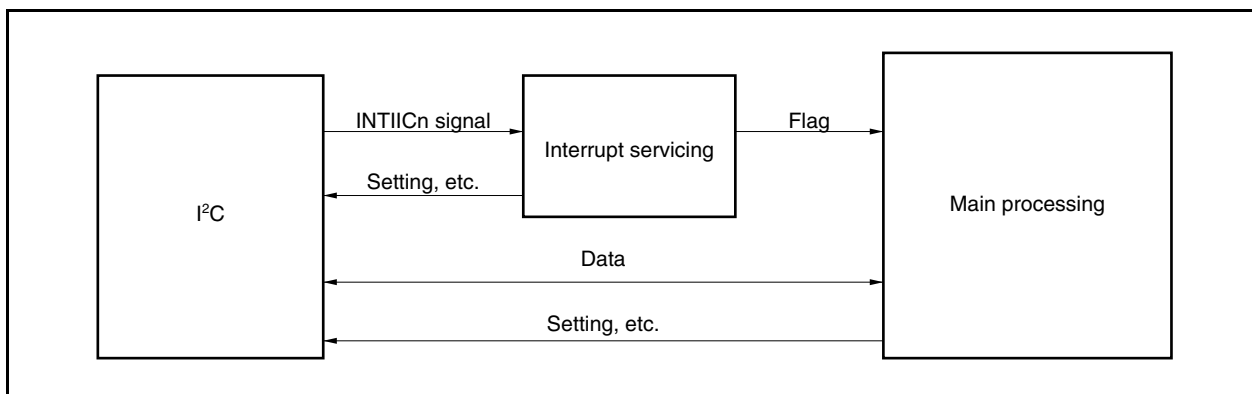 INTIICn signal
Flag
Interrupt servicing
Setting, etc.
I²C
Main processing
Data
Setting, etc.